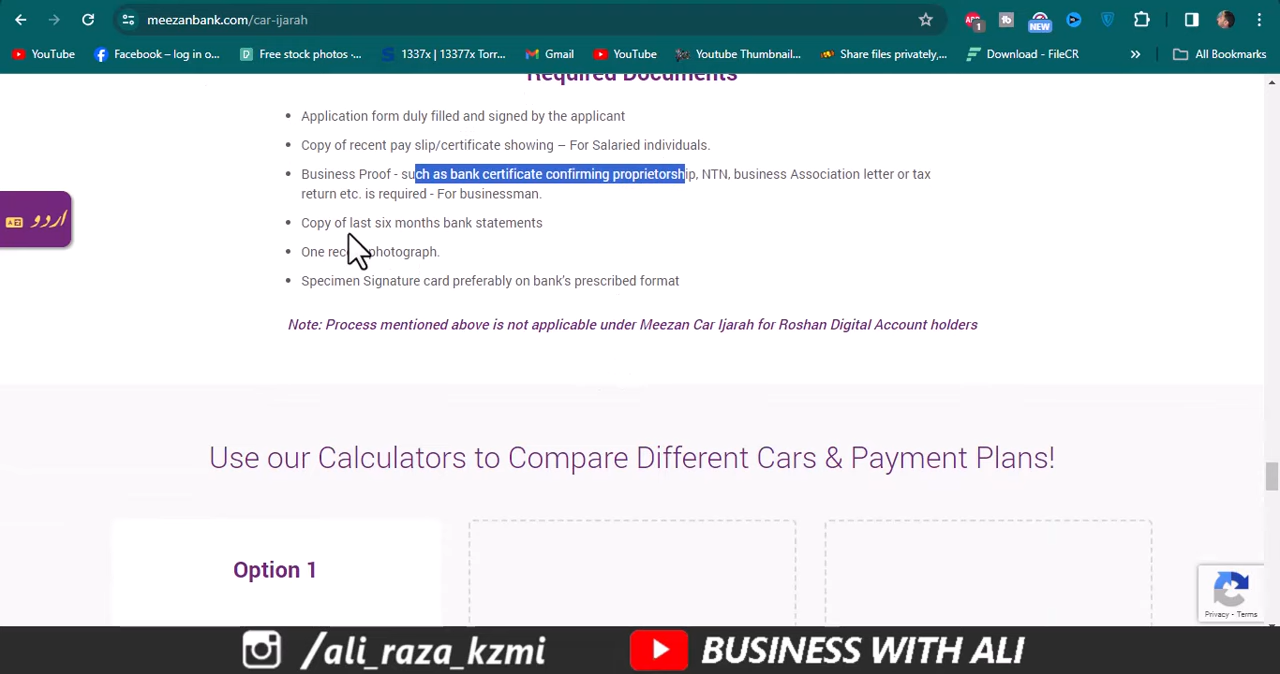 meezanbank.com/car-ijarah
NEW
1
YouTube
Facebook – log in o...
Free stock photos -...
1337x | 13377x Torr...
Gmail
YouTube
Youtube Thumbnail...
Share files privately,...
Download - FileCR
»
All Bookmarks
Required Documents
• Application form duly filled and signed by the applicant
• Copy of recent pay slip/certificate showing – For Salaried individuals.
• Business Proof - such as bank certificate confirming proprietorship, NTN, business Association letter or tax
return etc. is required - For businessman.
اردو
• Copy of last six months bank statements
• One rece photograph.
• Specimen Signature card preferably on bank's prescribed format
Note: Process mentioned above is not applicable under Meezan Car Ijarah for Roshan Digital Account holders
Use our Calculators to Compare Different Cars & Payment Plans!
Option 1
Privacy - Terms
/ali_raza_kzmi
BUSINESS WITH ALI